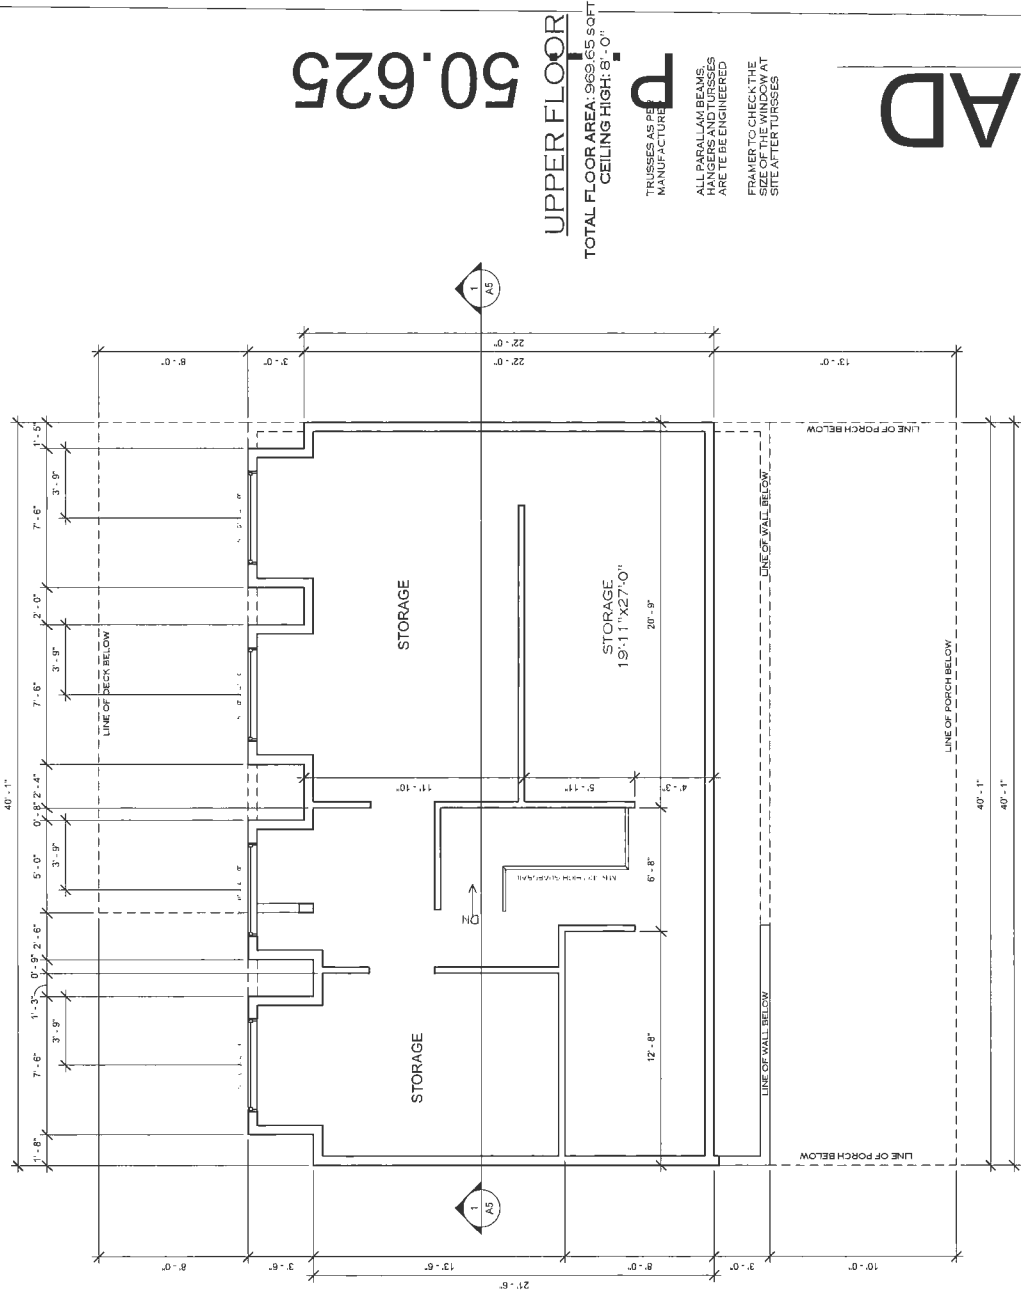 50.625
P.
AD
UPPER FLOOR
TOTAL FLOOR AREA: 969.65 SQFT
CEILING HIGH: 8'-0"
TRUSSES AS PER
MANUFACTURER
ALL PARALLAM BEAMS,
HANGERS AND TURSSES
ARE TE BE ENGINEERED
FRAMER TO CHECK THE
SIZE OF THE WINDOW AT
SITE AFTER TURSSES
1
A5
22'-0"
8'-0"
3'-0"
22'-0"
13'-0"
40'-1"
1'-5"
7'-6"
2'-0"
7'-6"
2'-4"
0'-8"
5'-0"
2'-6"
0'-9"
1'-3"
7'-6"
1'-8"
3'-9"
3'-9"
3'-9"
3'-9"
LINE OF DECK BELOW
STORAGE
STORAGE
19'-11"x27'-0"
20'-9"
11'-10"
5'-11"
4'-3"
6'-8"
12'-8"
DN
STORAGE
LINE OF WALL BELOW
LINE OF WALL BELOW
LINE OF PORCH BELOW
LINE OF PORCH BELOW
LINE OF PORCH BELOW
40'-1"
40'-1"
1
A5
8'-0"
3'-6"
13'-6"
8'-0"
3'-0"
10'-0"
21'-6"